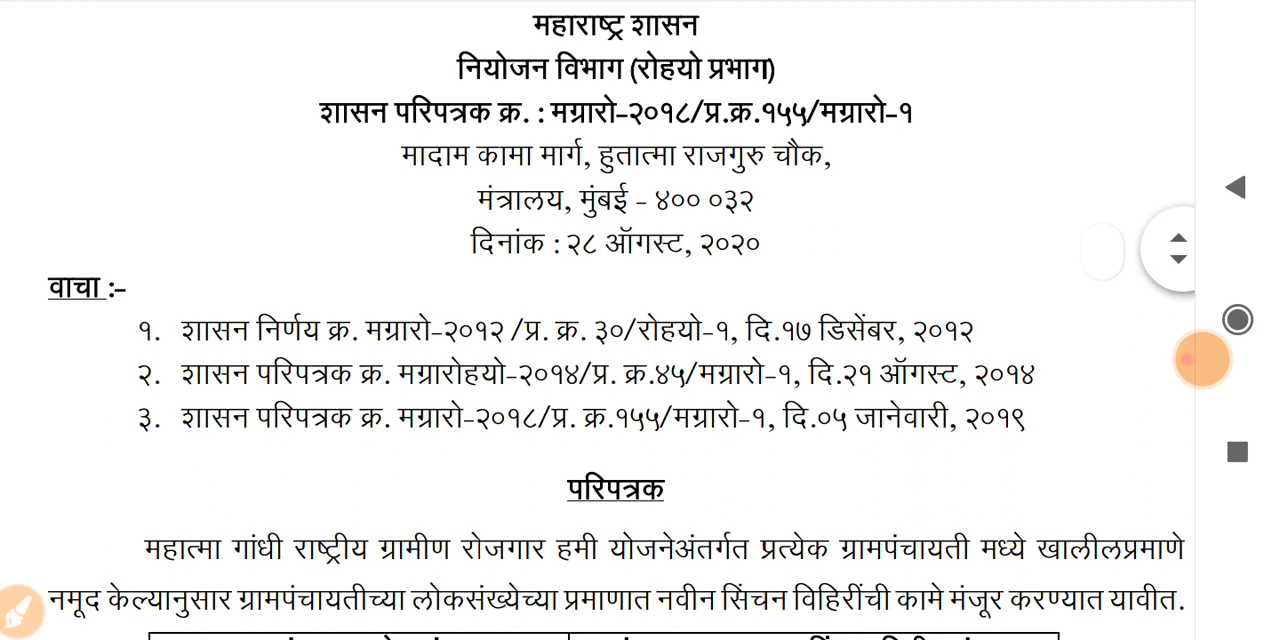 महाराष्ट्र शासन
नियोजन विभाग (रोहयो प्रभाग)
शासन परिपत्रक क्र. : मग्रारो-२०१८/प्र.क्र.१५५/मग्रारो-१
मादाम कामा मार्ग, हुतात्मा राजगुरु चौक,
मंत्रालय, मुंबई - ४०० ०३२
दिनांक : २८ ऑगस्ट, २०२०
वाचा :-
१. शासन निर्णय क्र. मग्रारो-२०१२ /प्र. क्र. ३०/रोहयो-१, दि.१७ डिसेंबर, २०१२
२. शासन परिपत्रक क्र. मग्रारोहयो-२०१४/प्र. क्र.४५/मग्रारो-१, दि.२१ ऑगस्ट, २०१४
३. शासन परिपत्रक क्र. मग्रारो-२०१८/प्र. क्र.१५५/मग्रारो-१, दि.०५ जानेवारी, २०१९
परिपत्रक
महात्मा गांधी राष्ट्रीय ग्रामीण रोजगार हमी योजनेअंतर्गत प्रत्येक ग्रामपंचायती मध्ये खालीलप्रमाणे
नमूद केल्यानुसार ग्रामपंचायतीच्या लोकसंख्येच्या प्रमाणात नवीन सिंचन विहिरींची कामे मंजूर करण्यात यावीत.